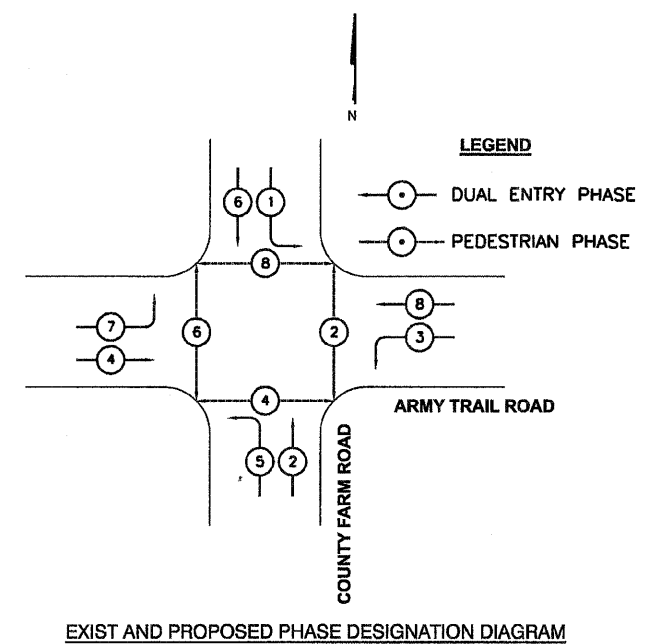 N
LEGEND
DUAL ENTRY PHASE
PEDESTRIAN PHASE
6 1
8
7
4
6
2
8
3
4
ARMY TRAIL ROAD
5 2
COUNTY FARM ROAD
EXIST AND PROPOSED PHASE DESIGNATION DIAGRAM